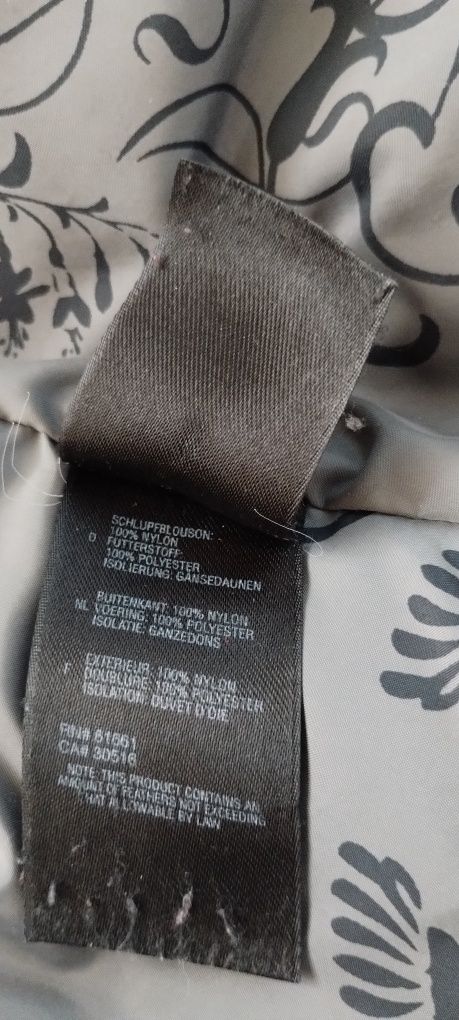 SCHLUPFBLOUSON:
100% NYLON
D FUTTERSTOFF:
100% POLYESTER
ISOLIERUNG: GANSEDAUNEN
BUITENKANT: 100% NYLON
NL VOERING: 100% POLYESTER
ISOLATIE: GANZEDONS
EXTERIEUR: 100% NYLON
F DOUBLURE: 100% POLYESTER
ISOLATION: DUVET D'OIE
RN# 61561
CA# 30516
NOTE: THIS PRODUCT CONTAINS AN
AMOUNT OF FEATHERS NOT EXCEEDING
THAT ALLOWABLE BY LAW